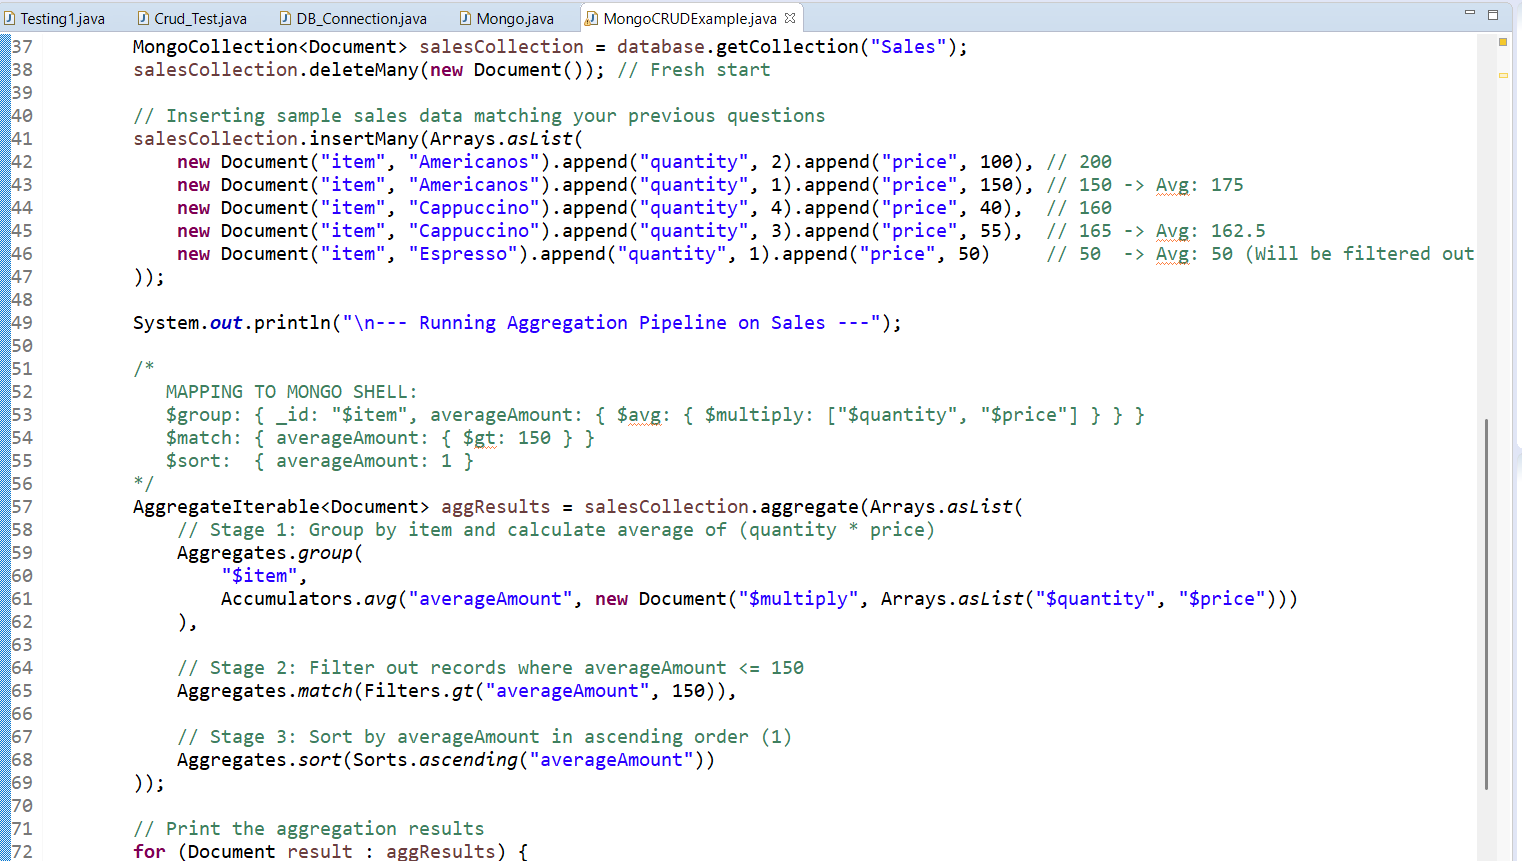 Testing1.java Crud_Test.java DB_Connection.java Mongo.java MongoCRUDExample.java
37 MongoCollection<Document> salesCollection = database.getCollection("Sales");
38 salesCollection.deleteMany(new Document()); // Fresh start
39
40 // Inserting sample sales data matching your previous questions
41 salesCollection.insertMany(Arrays.asList(
42 new Document("item", "Americanos").append("quantity", 2).append("price", 100), // 200
43 new Document("item", "Americanos").append("quantity", 1).append("price", 150), // 150 -> Avg: 175
44 new Document("item", "Cappuccino").append("quantity", 4).append("price", 40), // 160
45 new Document("item", "Cappuccino").append("quantity", 3).append("price", 55), // 165 -> Avg: 162.5
46 new Document("item", "Espresso").append("quantity", 1).append("price", 50) // 50 -> Avg: 50 (Will be filtered out
47 ));
48
49 System.out.println("\n--- Running Aggregation Pipeline on Sales ---");
50
51 /*
52 MAPPING TO MONGO SHELL:
53 $group: { _id: "$item", averageAmount: { $avg: { $multiply: ["$quantity", "$price"] } } }
54 $match: { averageAmount: { $gt: 150 } }
55 $sort: { averageAmount: 1 }
56 */
57 AggregateIterable<Document> aggResults = salesCollection.aggregate(Arrays.asList(
58 // Stage 1: Group by item and calculate average of (quantity * price)
59 Aggregates.group(
60 "$item",
61 Accumulators.avg("averageAmount", new Document("$multiply", Arrays.asList("$quantity", "$price")))
62 ),
63
64 // Stage 2: Filter out records where averageAmount <= 150
65 Aggregates.match(Filters.gt("averageAmount", 150)),
66
67 // Stage 3: Sort by averageAmount in ascending order (1)
68 Aggregates.sort(Sorts.ascending("averageAmount"))
69 ));
70
71 // Print the aggregation results
72 for (Document result : aggResults) {